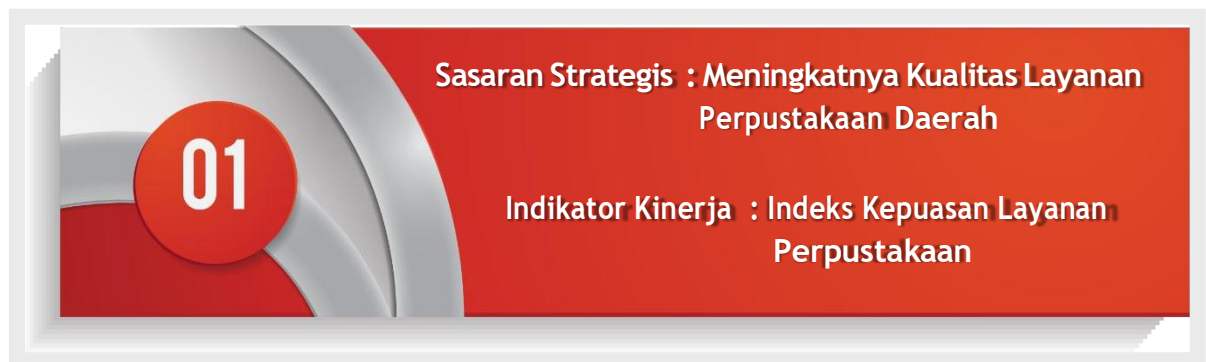 01
Sasaran Strategis : Meningkatnya Kualitas Layanan
Perpustakaan Daerah
Indikator Kinerja : Indeks Kepuasan Layanan
Perpustakaan